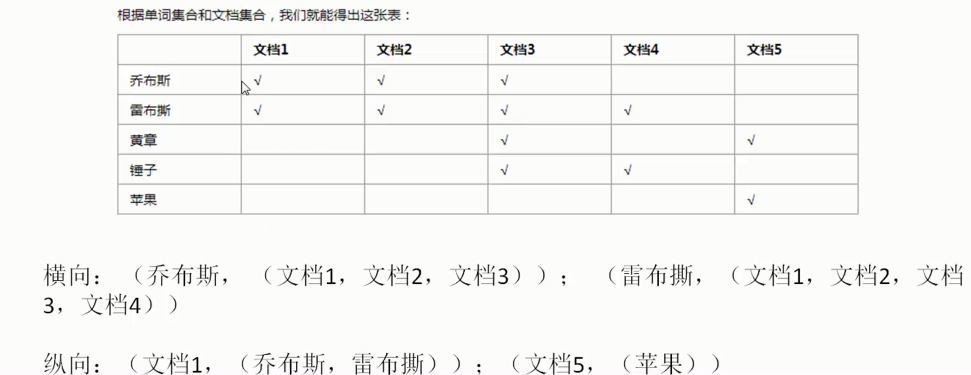 根据单词集合和文档集合，我们就能得出这张表：
文档1 文档2 文档3 文档4 文档5
乔布斯 √ √ √
雷布撕 √ √ √ √
黄章 √ √
锤子 √ √
苹果 √
横向：（乔布斯，（文档1，文档2，文档3））；（雷布撕，（文档1，文档2，文档
3，文档4））
纵向：（文档1，（乔布斯，雷布撕））；（文档5，（苹果））